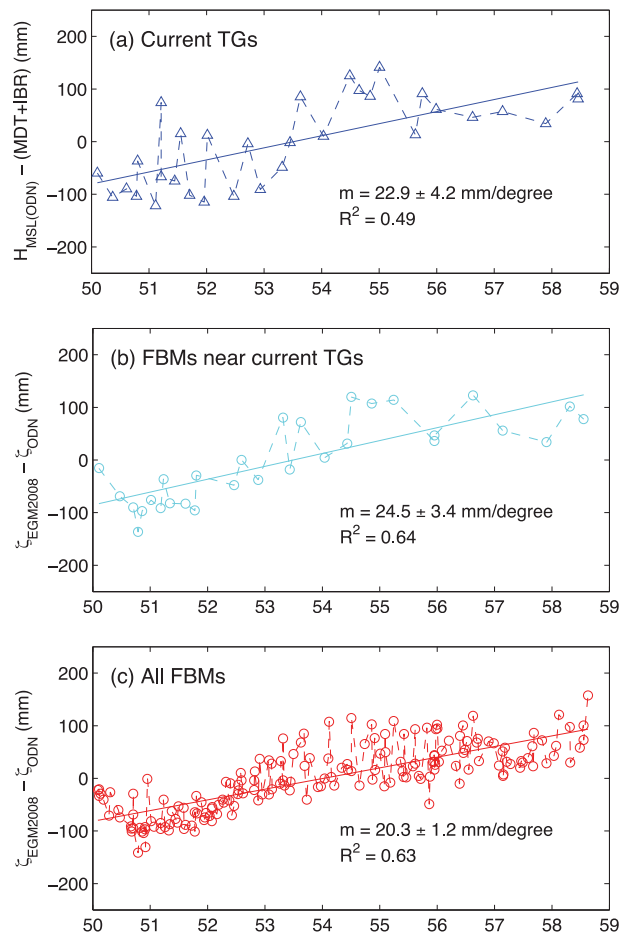 (a) Current TGs
H_MSL(ODN) − (MDT+IBR) (mm)
200
100
0
−100
−200
m = 22.9 ± 4.2 mm/degree
R² = 0.49
50 51 52 53 54 55 56 57 58 59
(b) FBMs near current TGs
ζ_EGM2008 − ζ_ODN (mm)
200
100
0
−100
−200
m = 24.5 ± 3.4 mm/degree
R² = 0.64
50 51 52 53 54 55 56 57 58 59
(c) All FBMs
ζ_EGM2008 − ζ_ODN (mm)
200
100
0
−100
−200
m = 20.3 ± 1.2 mm/degree
R² = 0.63
50 51 52 53 54 55 56 57 58 59